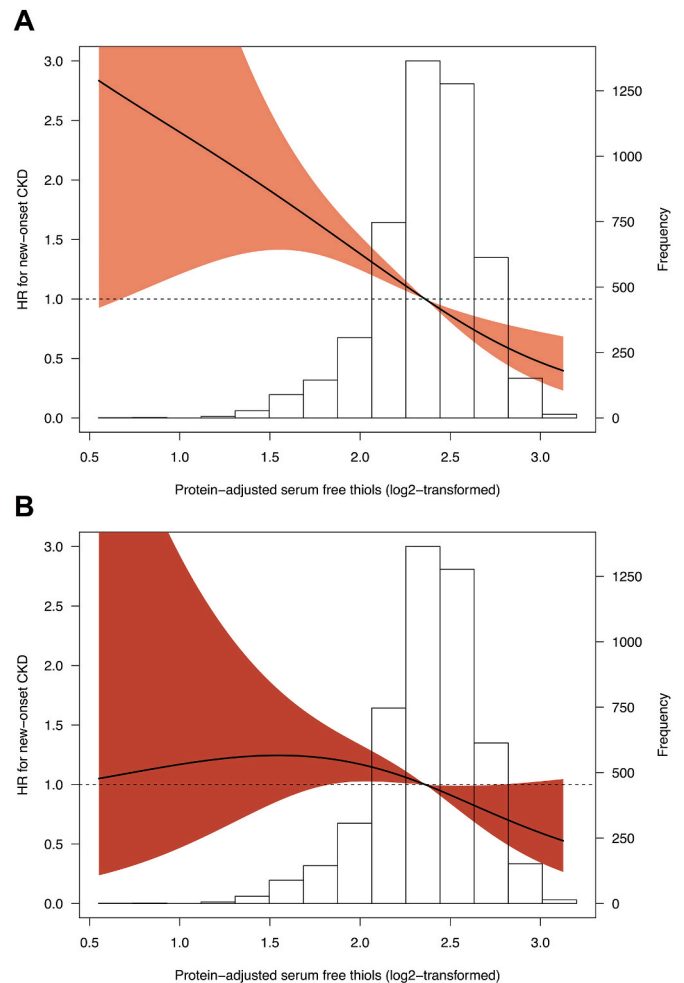 A
3.0
2.5
2.0
1.5
1.0
0.5
0.0
HR for new−onset CKD
1250
1000
750
500
250
0
Frequency
0.5 1.0 1.5 2.0 2.5 3.0
Protein−adjusted serum free thiols (log2−transformed)
B
3.0
2.5
2.0
1.5
1.0
0.5
0.0
HR for new−onset CKD
1250
1000
750
500
250
0
Frequency
0.5 1.0 1.5 2.0 2.5 3.0
Protein−adjusted serum free thiols (log2−transformed)